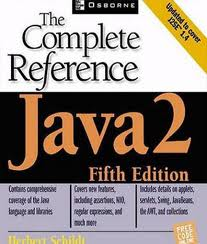 OSBORNE
Updated to cover
J2SE 1.4
The
Complete
Reference
Java 2
Fifth Edition
Contains comprehensive
coverage of the Java
language and libraries
Covers new features,
including assertions, NIO,
regular expressions, and
much more
Includes details on applets,
servlets, Swing, JavaBeans,
the AWT, and collections
FREE
CODE
ONLINE
Herbert Schildt